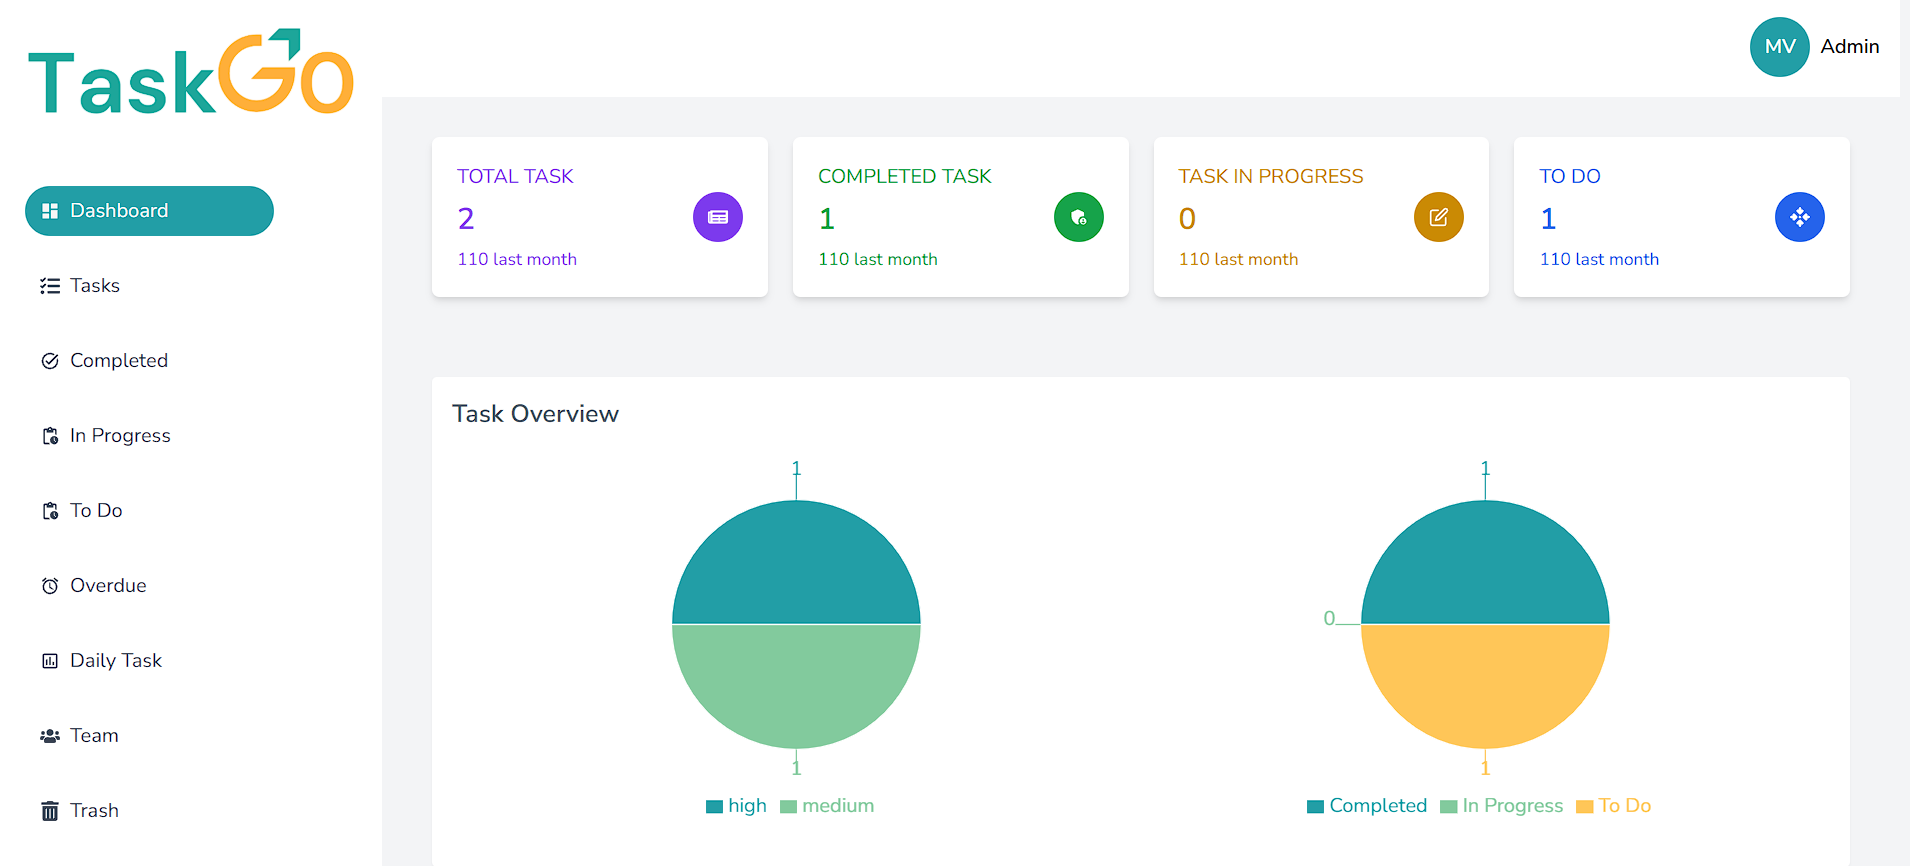 TaskGo
MV Admin
Dashboard
Tasks
Completed
In Progress
To Do
Overdue
Daily Task
Team
Trash
TOTAL TASK
2
110 last month
COMPLETED TASK
1
110 last month
TASK IN PROGRESS
0
110 last month
TO DO
1
110 last month
Task Overview
1
1
high medium
1
0
1
Completed In Progress To Do